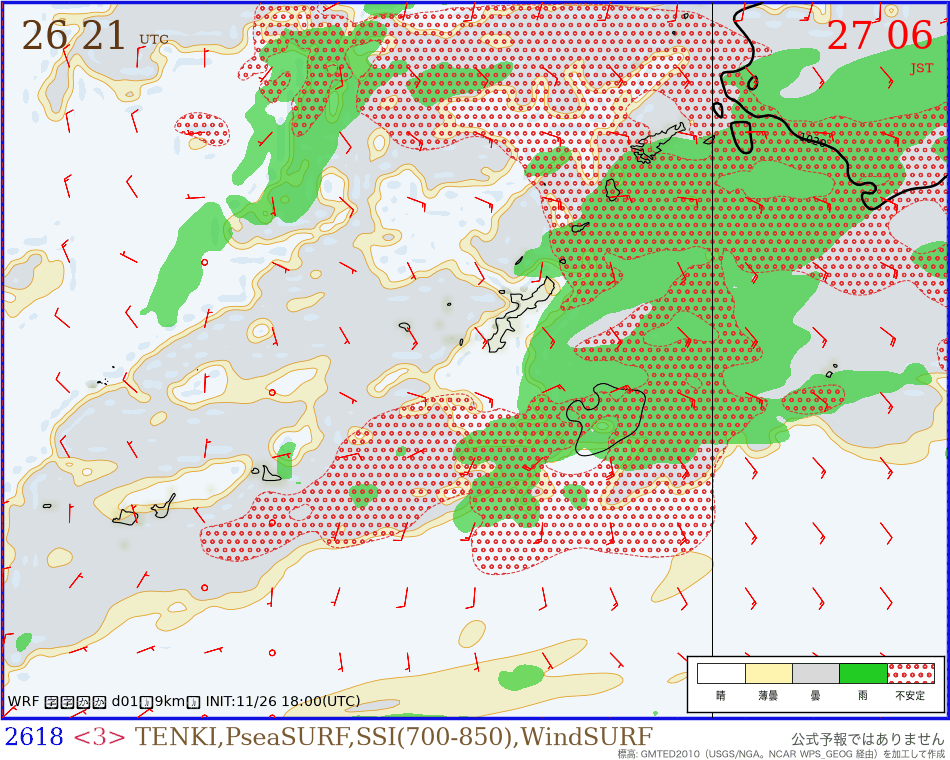 26 21 UTC
27 06
JST
1020
WRF d01 9km INIT:11/26 18:00(UTC)
晴 薄曇 曇 雨 不安定
2618 <3> TENKI,PseaSURF,SSI(700-850),WindSURF
公式予報ではありません
標高: GMTED2010（USGS/NGA。NCAR WPS_GEOG 経由）を加工して作成